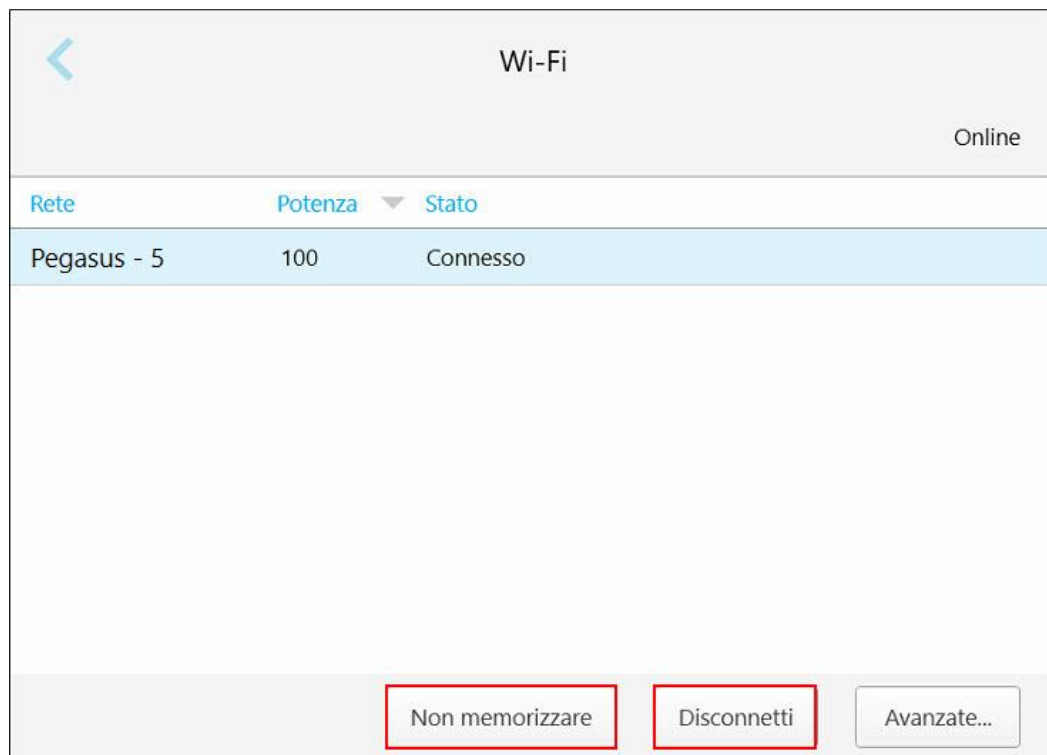 Wi-Fi
Online
Rete Potenza Stato
Pegasus - 5 100 Connesso
Non memorizzare Disconnetti Avanzate...